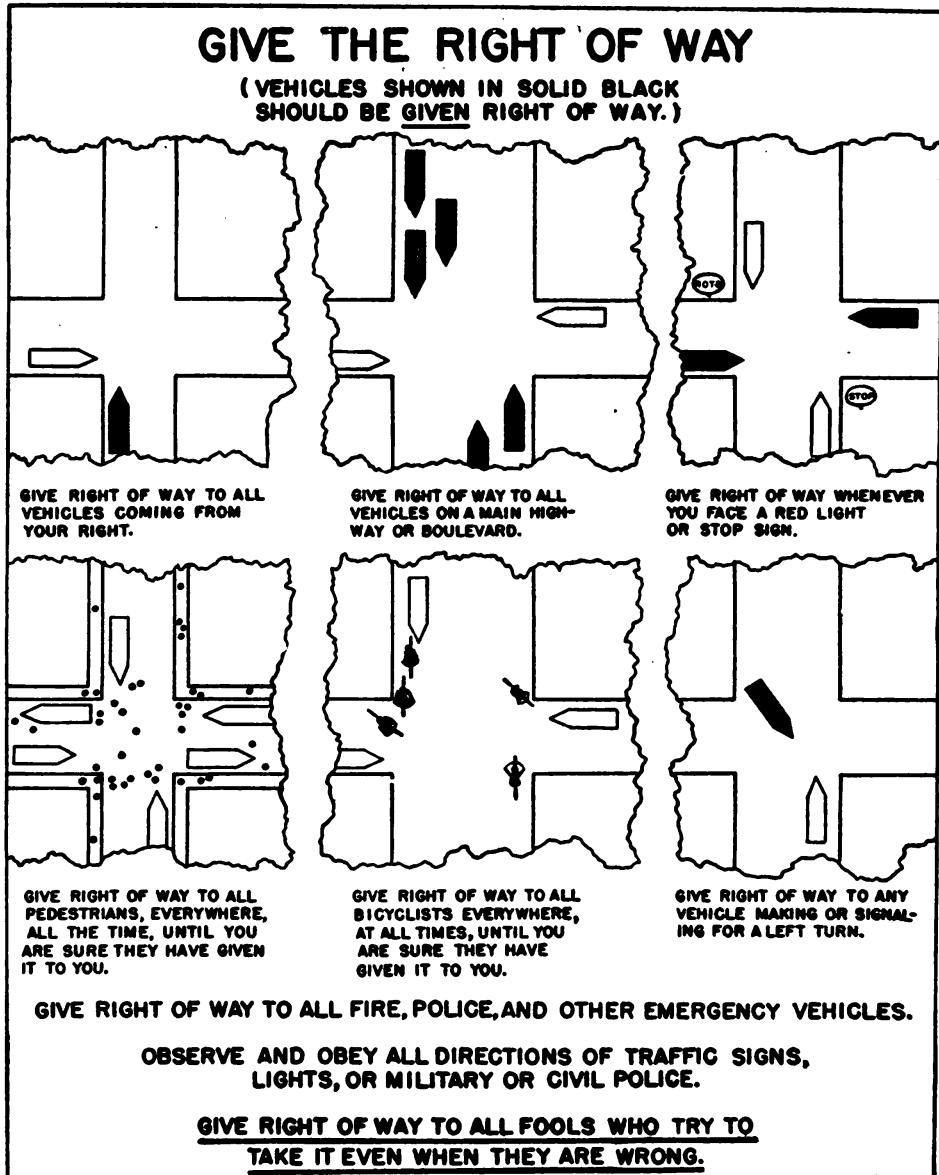 GIVE THE RIGHT OF WAY
(VEHICLES SHOWN IN SOLID BLACK
SHOULD BE GIVEN RIGHT OF WAY.)
STOP
STOP
GIVE RIGHT OF WAY TO ALL
VEHICLES COMING FROM
YOUR RIGHT.
GIVE RIGHT OF WAY TO ALL
VEHICLES ON A MAIN HIGH-
WAY OR BOULEVARD.
GIVE RIGHT OF WAY WHENEVER
YOU FACE A RED LIGHT
OR STOP SIGN.
GIVE RIGHT OF WAY TO ALL
PEDESTRIANS, EVERYWHERE,
ALL THE TIME, UNTIL YOU
ARE SURE THEY HAVE GIVEN
IT TO YOU.
GIVE RIGHT OF WAY TO ALL
BICYCLISTS EVERYWHERE,
AT ALL TIMES, UNTIL YOU
ARE SURE THEY HAVE
GIVEN IT TO YOU.
GIVE RIGHT OF WAY TO ANY
VEHICLE MAKING OR SIGNAL-
ING FOR A LEFT TURN.
GIVE RIGHT OF WAY TO ALL FIRE, POLICE, AND OTHER EMERGENCY VEHICLES.
OBSERVE AND OBEY ALL DIRECTIONS OF TRAFFIC SIGNS,
LIGHTS, OR MILITARY OR CIVIL POLICE.
GIVE RIGHT OF WAY TO ALL FOOLS WHO TRY TO
TAKE IT EVEN WHEN THEY ARE WRONG.